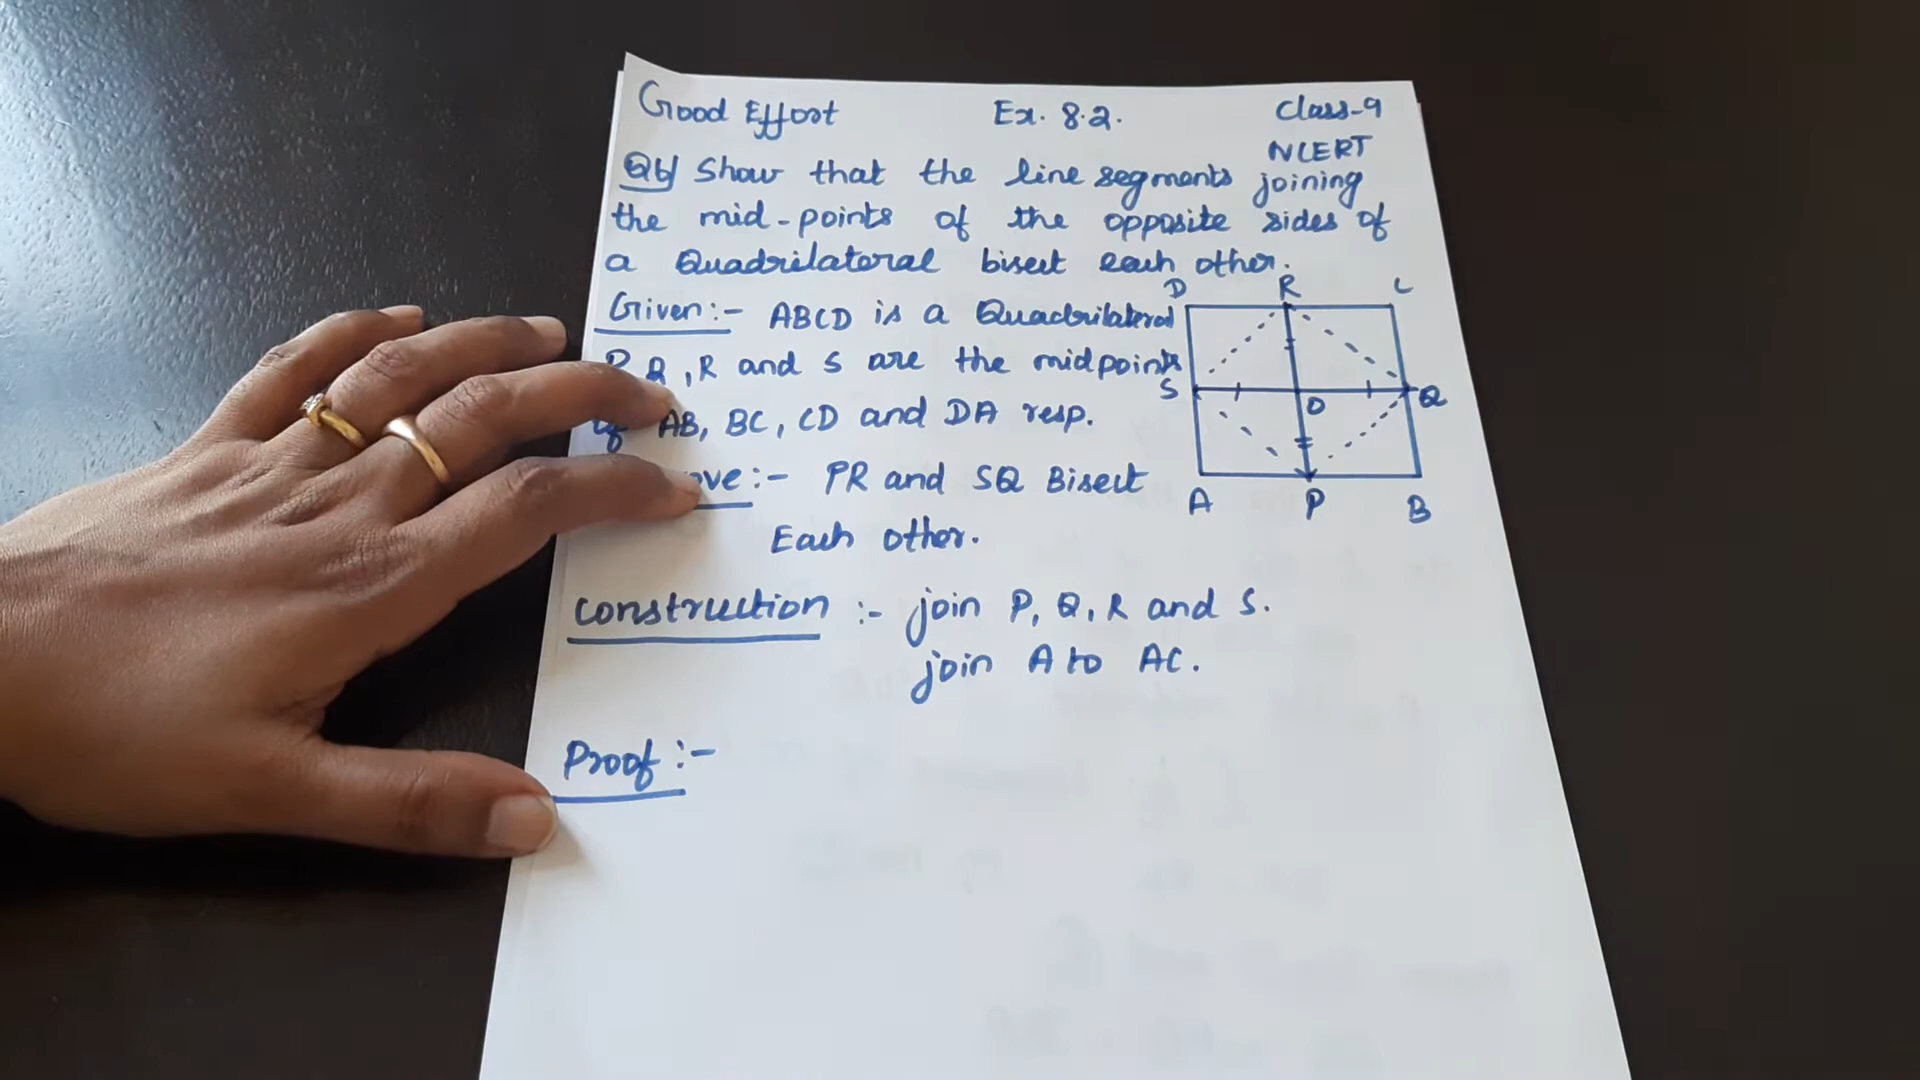 Good Effort Ex. 8.2. Class-9
NCERT
Q6) Show that the line segments joining
the mid-points of the opposite sides of
a Quadrilateral bisect each other.
Given:- ABCD is a Quadrilateral
P, Q, R and S are the midpoints
of AB, BC, CD and DA resp.
ove:- PR and SQ Bisect
Each other.
D R C
S O Q
A P B
construction :- join P, Q, R and S.
join A to AC.
Proof:-